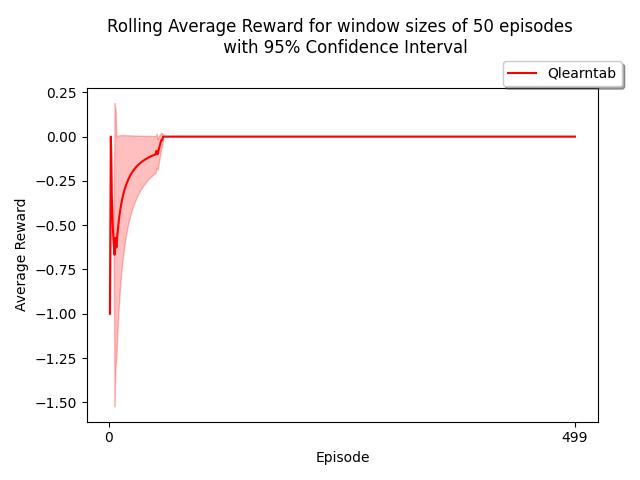 Rolling Average Reward for window sizes of 50 episodes
with 95% Confidence Interval
Qlearntab
0.25
0.00
−0.25
−0.50
−0.75
−1.00
−1.25
−1.50
Average Reward
0
499
Episode